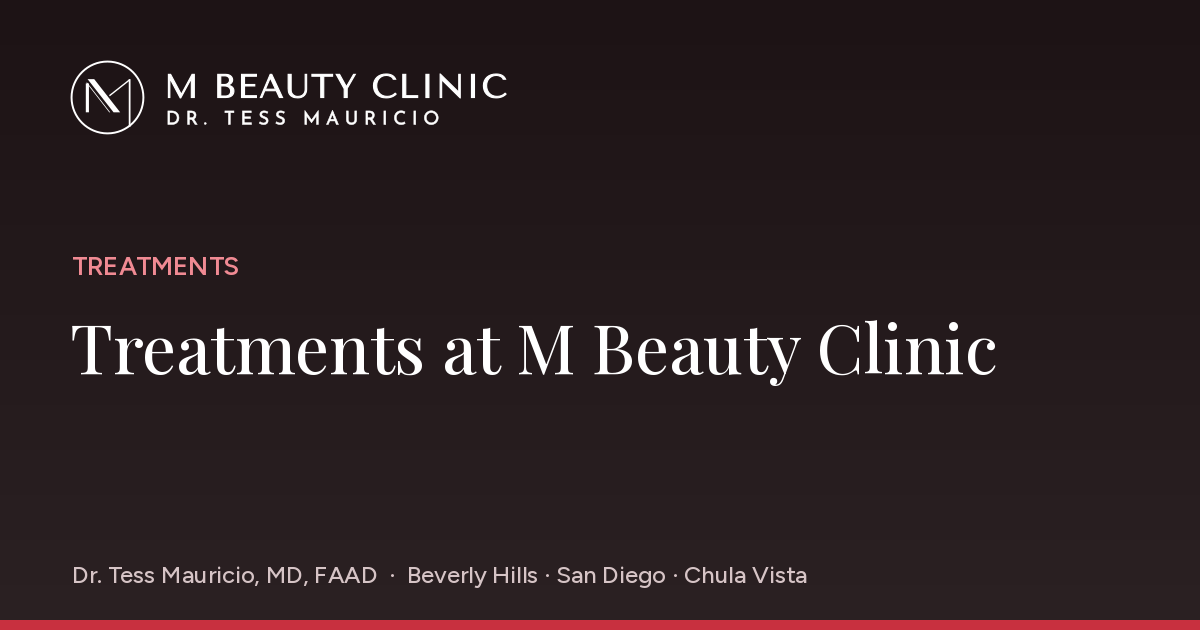 M BEAUTY CLINIC
DR. TESS MAURICIO
TREATMENTS
Treatments at M Beauty Clinic
Dr. Tess Mauricio, MD, FAAD · Beverly Hills · San Diego · Chula Vista